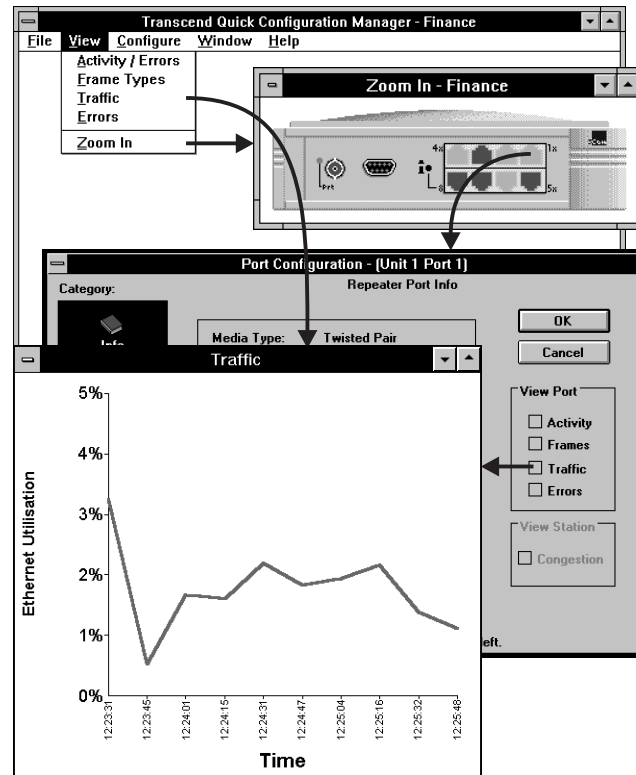 Transcend Quick Configuration Manager - Finance
File View Configure Window Help
Activity / Errors
Frame Types
Traffic
Errors
Zoom In
Zoom In - Finance
4x
1x
8
5x
Port Configuration - (Unit 1 Port 1)
Category:
Repeater Port Info
Info
Media Type: Twisted Pair
OK
Cancel
View Port
Activity
Frames
Traffic
Errors
View Station
Congestion
left.
Traffic
5%
4%
3%
2%
1%
0%
Ethernet Utilisation
12:23:31
12:23:45
12:24:01
12:24:15
12:24:31
12:24:47
12:25:04
12:25:16
12:25:32
12:25:48
Time